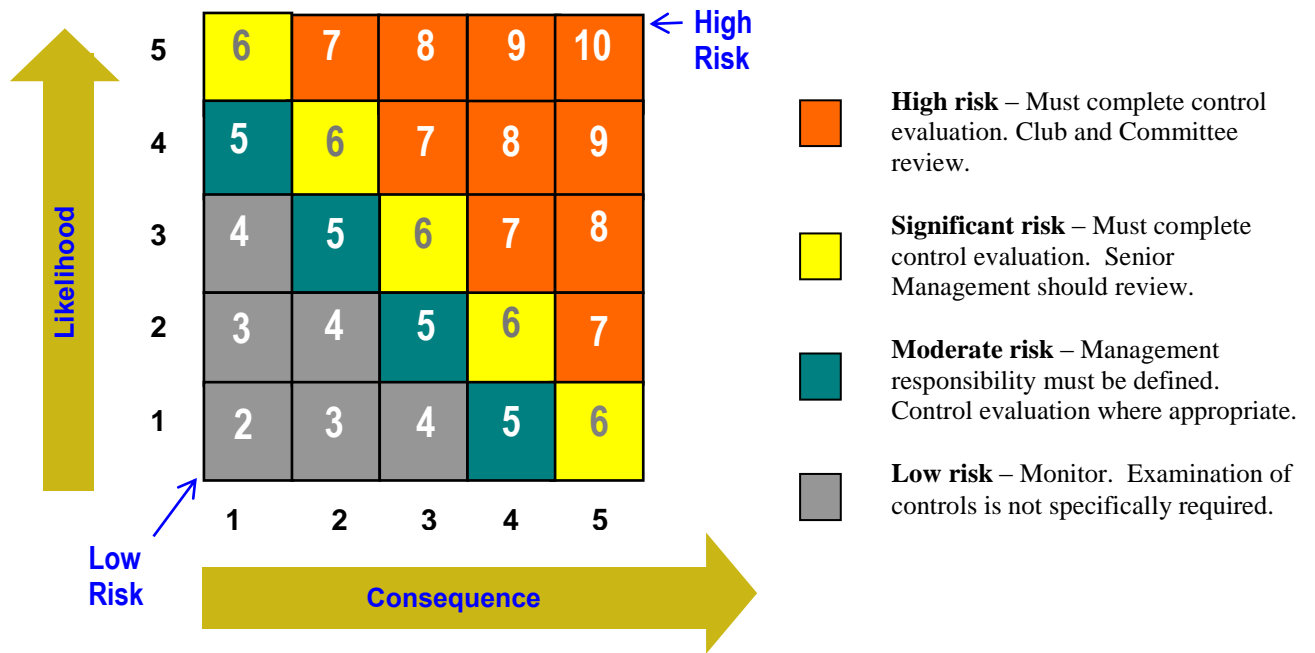 High
Risk
5
6 7 8 9 10
4
5 6 7 8 9
3
4 5 6 7 8
2
3 4 5 6 7
1
2 3 4 5 6
1 2 3 4 5
Likelihood
Low
Risk
Consequence
High risk – Must complete control
evaluation. Club and Committee
review.
Significant risk – Must complete
control evaluation.  Senior
Management should review.
Moderate risk – Management
responsibility must be defined.
Control evaluation where appropriate.
Low risk – Monitor.  Examination of
controls is not specifically required.